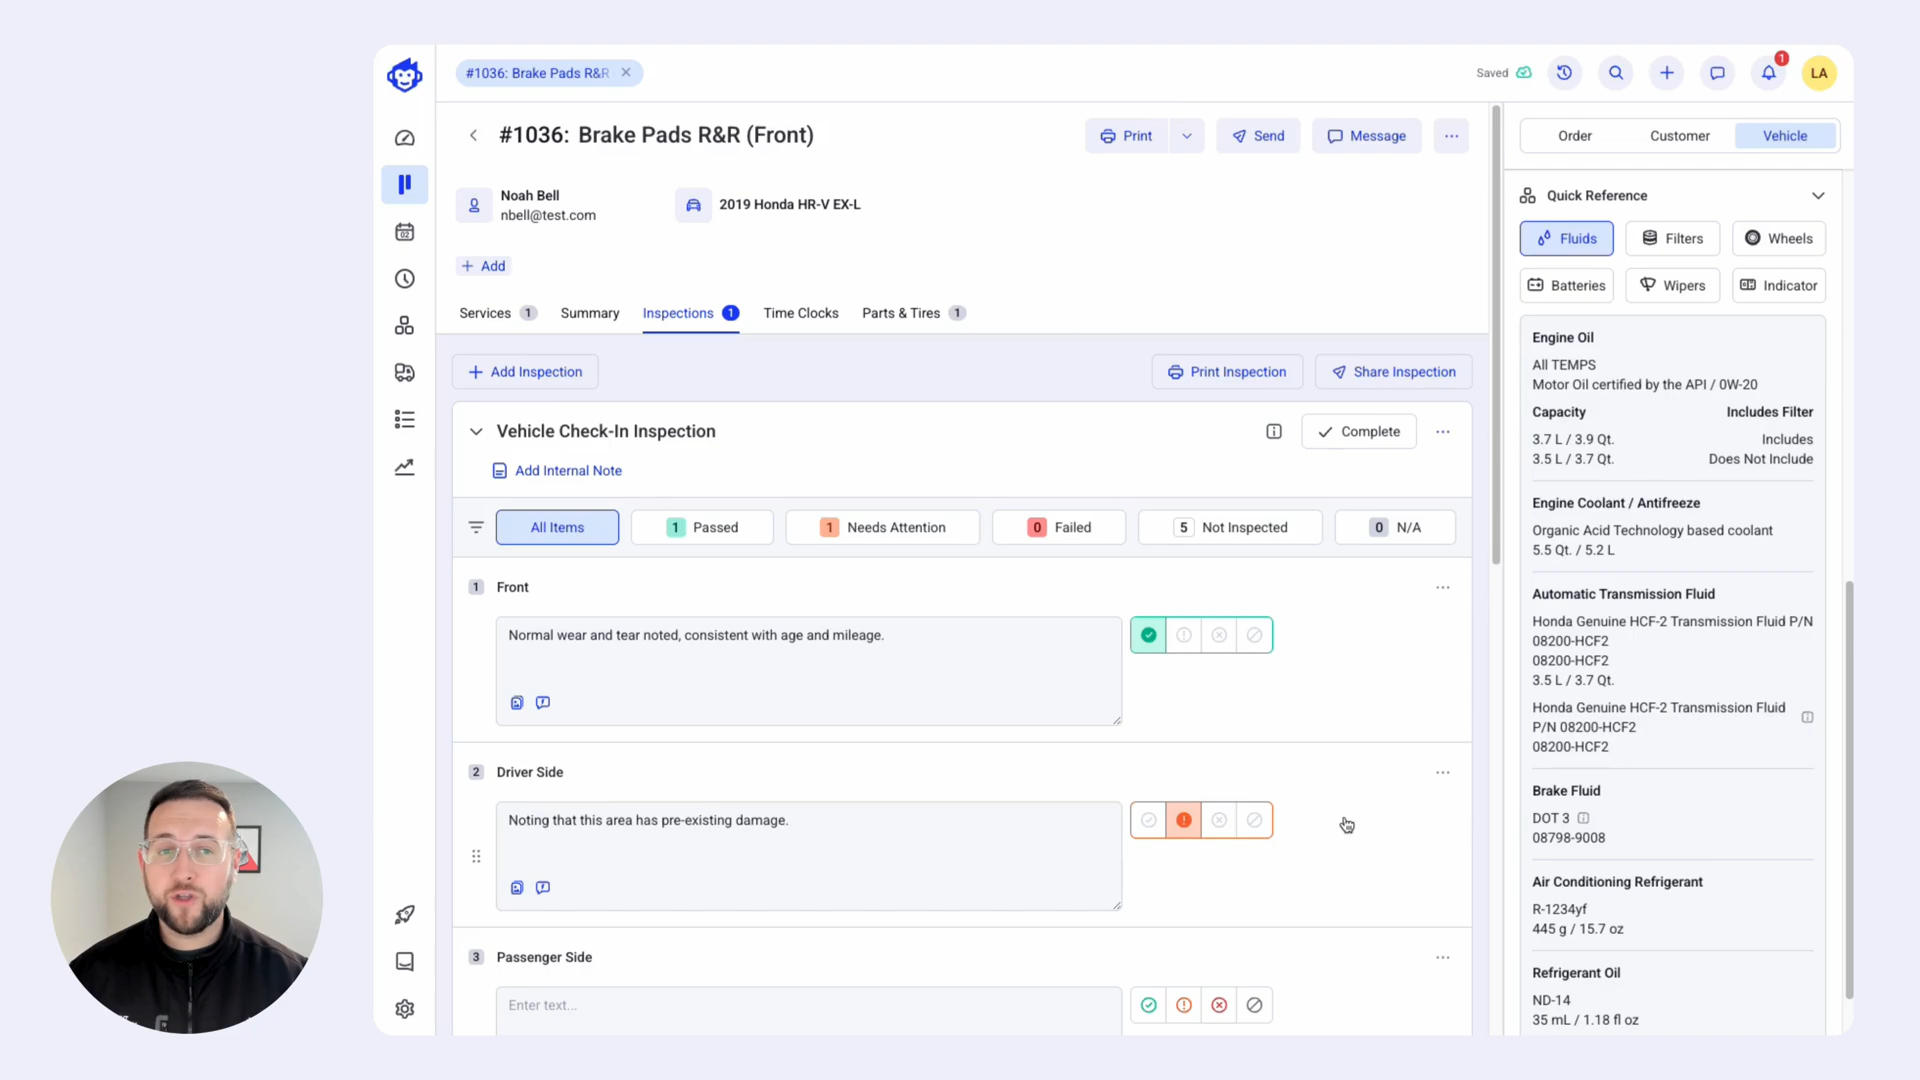 #1036: Brake Pads R&R
Saved
1
LA
#1036: Brake Pads R&R (Front)
Print
Send
Message
Noah Bell
nbell@test.com
2019 Honda HR-V EX-L
Add
Services 1
Summary
Inspections 1
Time Clocks
Parts & Tires 1
Add Inspection
Print Inspection
Share Inspection
Vehicle Check-In Inspection
Complete
Add Internal Note
All Items
1 Passed
1 Needs Attention
0 Failed
5 Not Inspected
0 N/A
1 Front
Normal wear and tear noted, consistent with age and mileage.
2 Driver Side
Noting that this area has pre-existing damage.
3 Passenger Side
Enter text...
Order
Customer
Vehicle
Quick Reference
Fluids
Filters
Wheels
Batteries
Wipers
Indicator
Engine Oil
All TEMPS
Motor Oil certified by the API / 0W-20
Capacity Includes Filter
3.7 L / 3.9 Qt. Includes
3.5 L / 3.7 Qt. Does Not Include
Engine Coolant / Antifreeze
Organic Acid Technology based coolant
5.5 Qt. / 5.2 L
Automatic Transmission Fluid
Honda Genuine HCF-2 Transmission Fluid P/N
08200-HCF2
08200-HCF2
3.5 L / 3.7 Qt.
Honda Genuine HCF-2 Transmission Fluid
P/N 08200-HCF2
08200-HCF2
Brake Fluid
DOT 3
08798-9008
Air Conditioning Refrigerant
R-1234yf
445 g / 15.7 oz
Refrigerant Oil
ND-14
35 mL / 1.18 fl oz
02